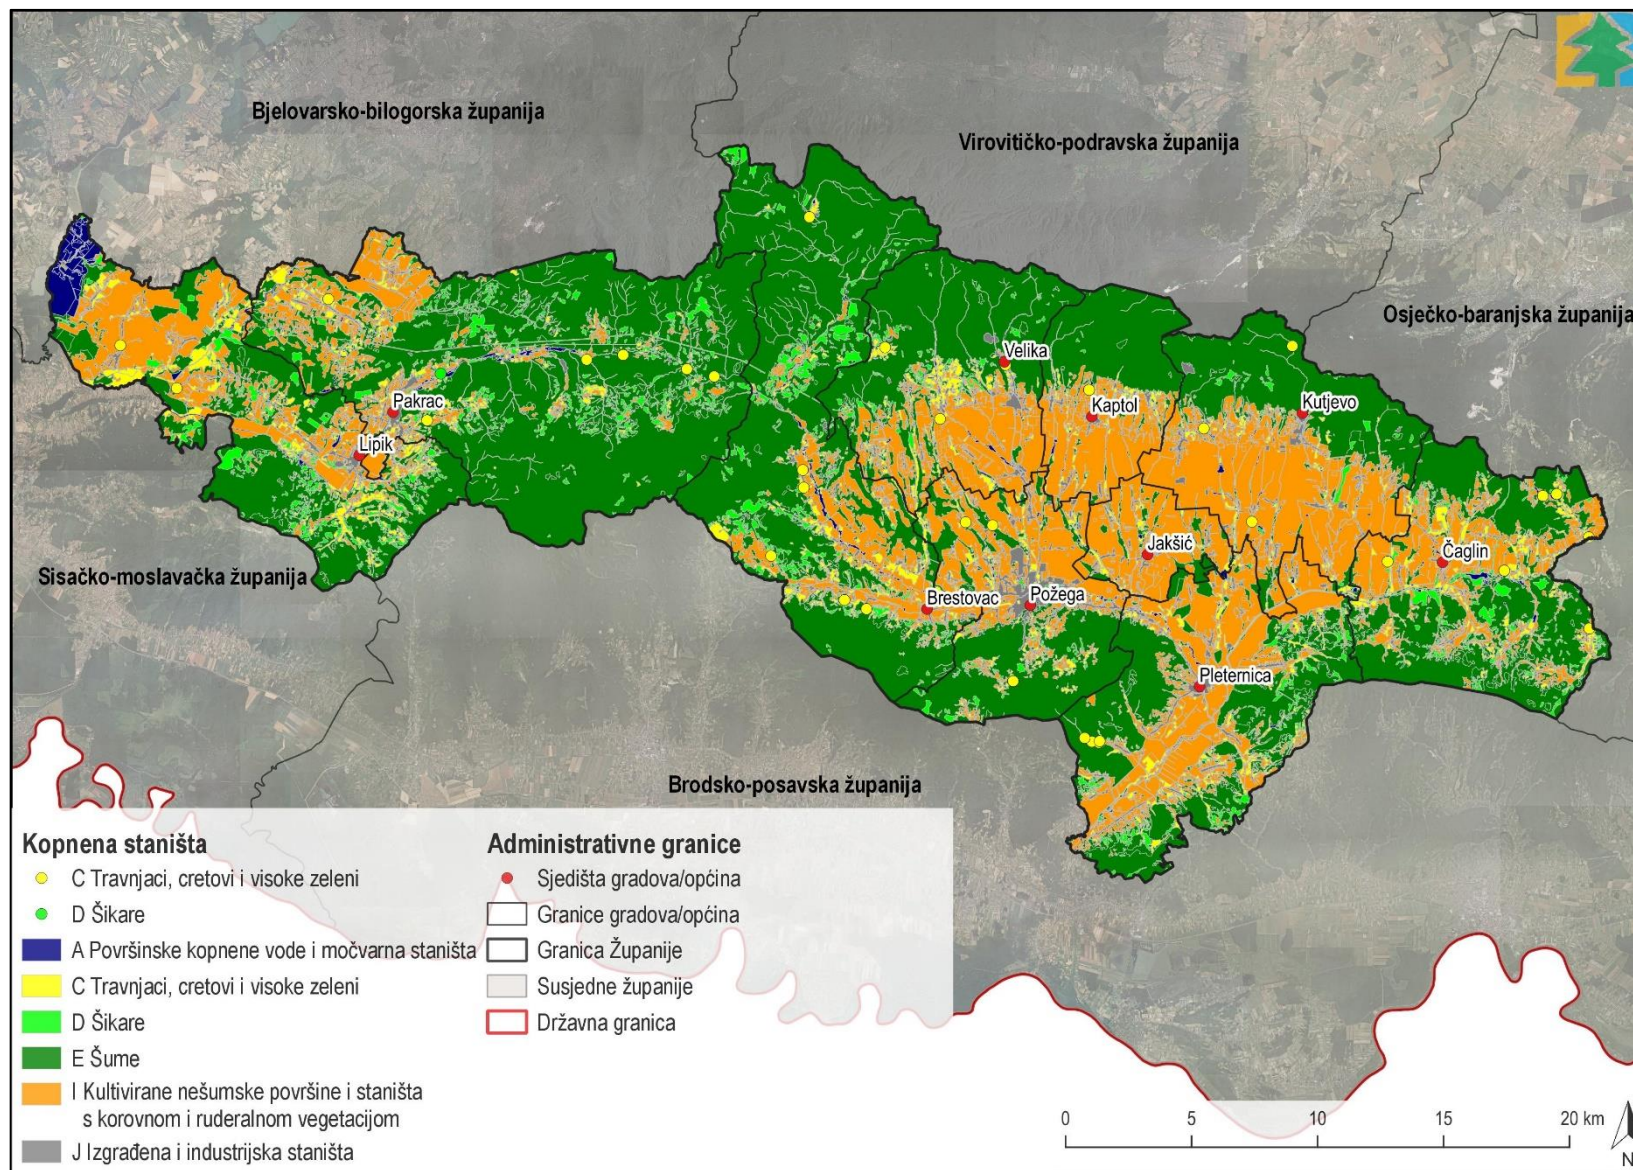 Bjelovarsko-bilogorska županija
Virovitičko-podravska županija
Osječko-baranjska županija
Velika
Kaptol
Kutjevo
Pakrac
Lipik
Jakšić
Čaglin
Sisačko-moslavačka županija
Brestovac
Požega
Pleternica
Brodsko-posavska županija
Kopnena staništa
C Travnjaci, cretovi i visoke zeleni
D Šikare
A Površinske kopnene vode i močvarna staništa
C Travnjaci, cretovi i visoke zeleni
D Šikare
E Šume
I Kultivirane nešumske površine i staništa
s korovnom i ruderalnom vegetacijom
J Izgrađena i industrijska staništa
Administrativne granice
Sjedišta gradova/općina
Granice gradova/općina
Granica Županije
Susjedne županije
Državna granica
0 5 10 15 20 km
N